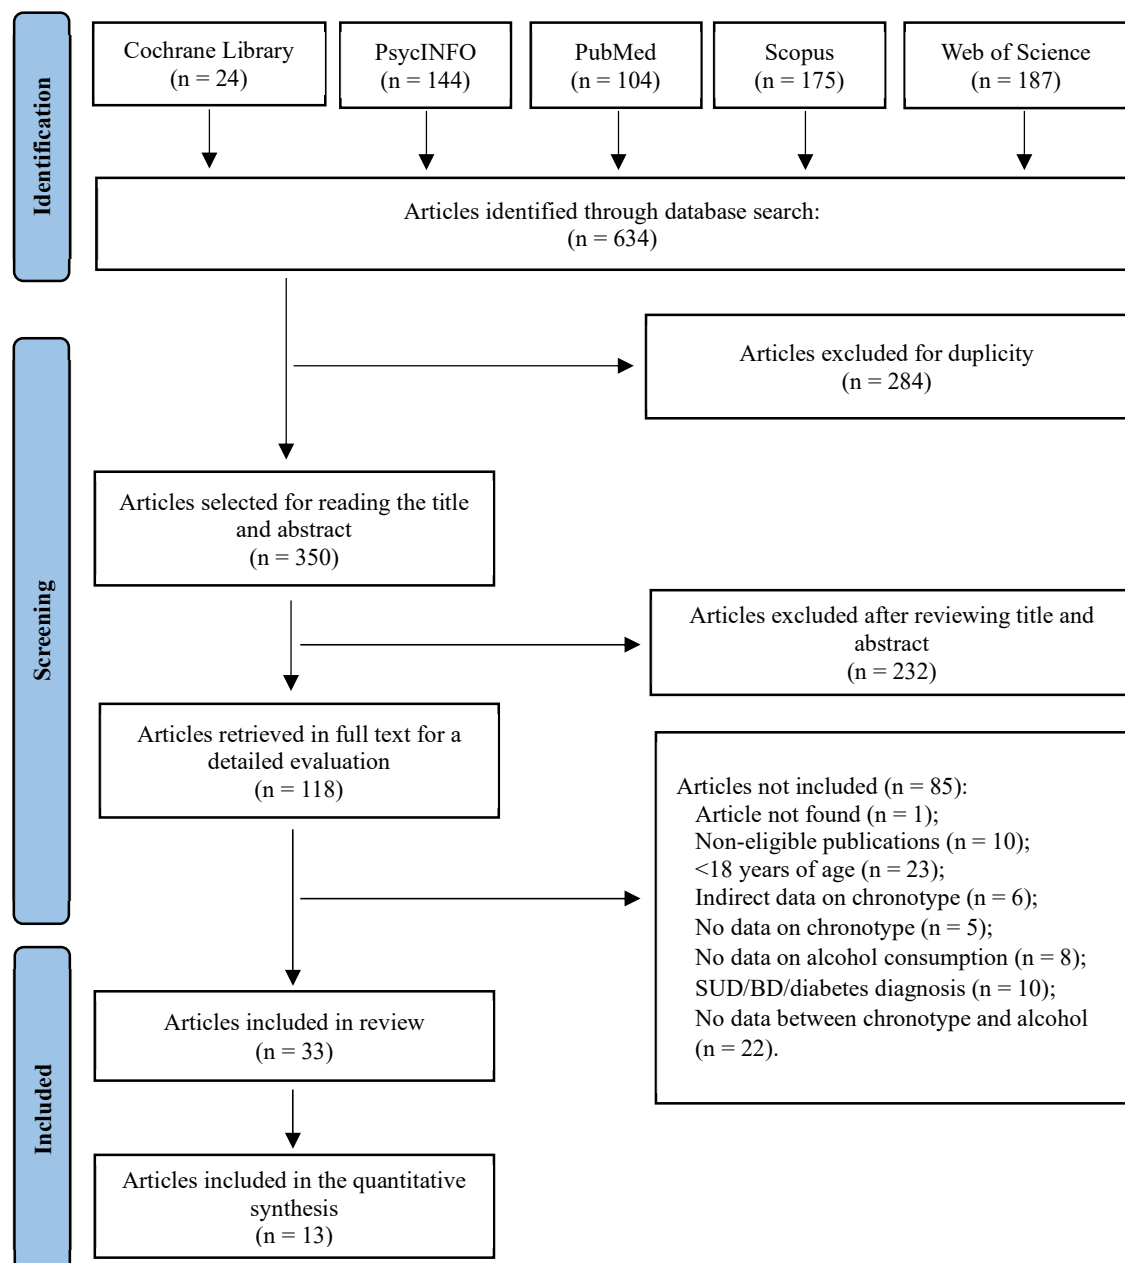 Identification
Cochrane Library
(n = 24)
PsycINFO
(n = 144)
PubMed
(n = 104)
Scopus
(n = 175)
Web of Science
(n = 187)
Articles identified through database search:
(n = 634)
Screening
Articles excluded for duplicity
(n = 284)
Articles selected for reading the title
and abstract
(n = 350)
Articles excluded after reviewing title and
abstract
(n = 232)
Articles retrieved in full text for a
detailed evaluation
(n = 118)
Articles not included (n = 85):
Article not found (n = 1);
Non-eligible publications (n = 10);
<18 years of age (n = 23);
Indirect data on chronotype (n = 6);
No data on chronotype (n = 5);
No data on alcohol consumption (n = 8);
SUD/BD/diabetes diagnosis (n = 10);
No data between chronotype and alcohol
(n = 22).
Included
Articles included in review
(n = 33)
Articles included in the quantitative
synthesis
(n = 13)